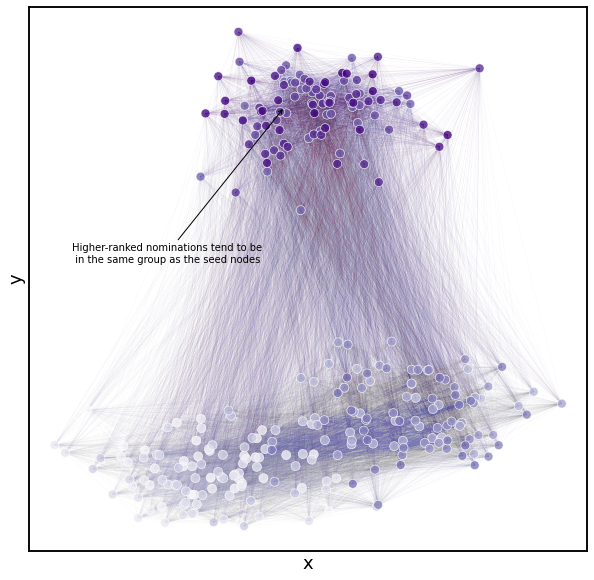 Higher-ranked nominations tend to be
in the same group as the seed nodes
y
x